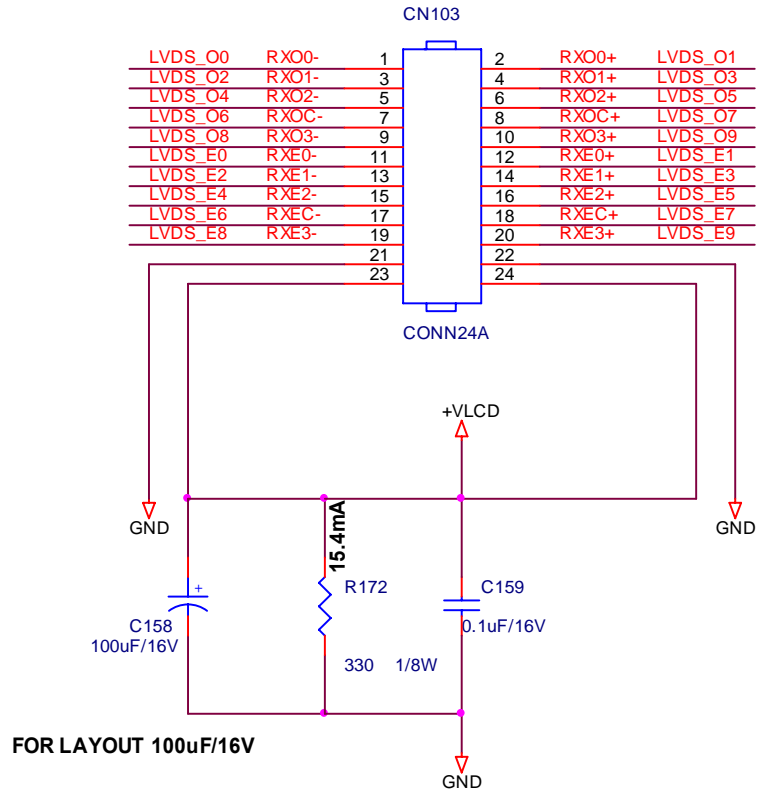 CN103
LVDS_O0 RXO0- 1 2 RXO0+ LVDS_O1
LVDS_O2 RXO1- 3 4 RXO1+ LVDS_O3
LVDS_O4 RXO2- 5 6 RXO2+ LVDS_O5
LVDS_O6 RXOC- 7 8 RXOC+ LVDS_O7
LVDS_O8 RXO3- 9 10 RXO3+ LVDS_O9
LVDS_E0 RXE0- 11 12 RXE0+ LVDS_E1
LVDS_E2 RXE1- 13 14 RXE1+ LVDS_E3
LVDS_E4 RXE2- 15 16 RXE2+ LVDS_E5
LVDS_E6 RXEC- 17 18 RXEC+ LVDS_E7
LVDS_E8 RXE3- 19 20 RXE3+ LVDS_E9
21 22
23 24
CONN24A
+VLCD
GND
GND
15.4mA
+
C158
100uF/16V
R172
330 1/8W
C159
0.1uF/16V
FOR LAYOUT 100uF/16V
GND